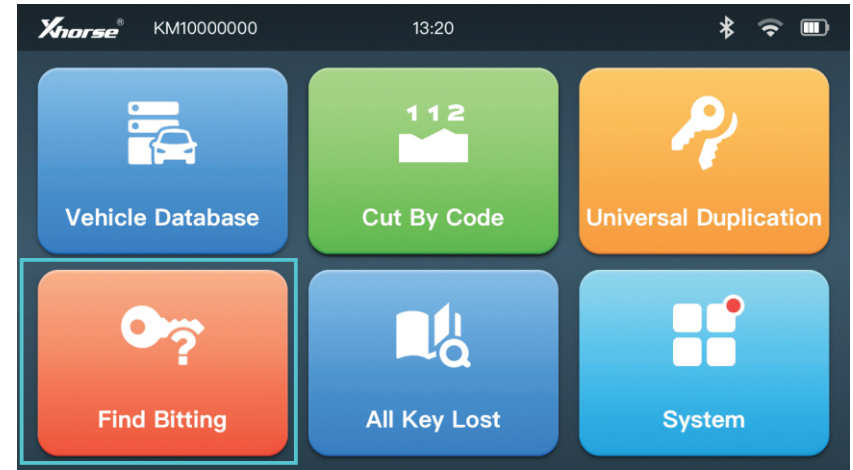 Xhorse® KM10000000 13:20
Vehicle Database
112
Cut By Code
Universal Duplication
?
Find Bitting
All Key Lost
System